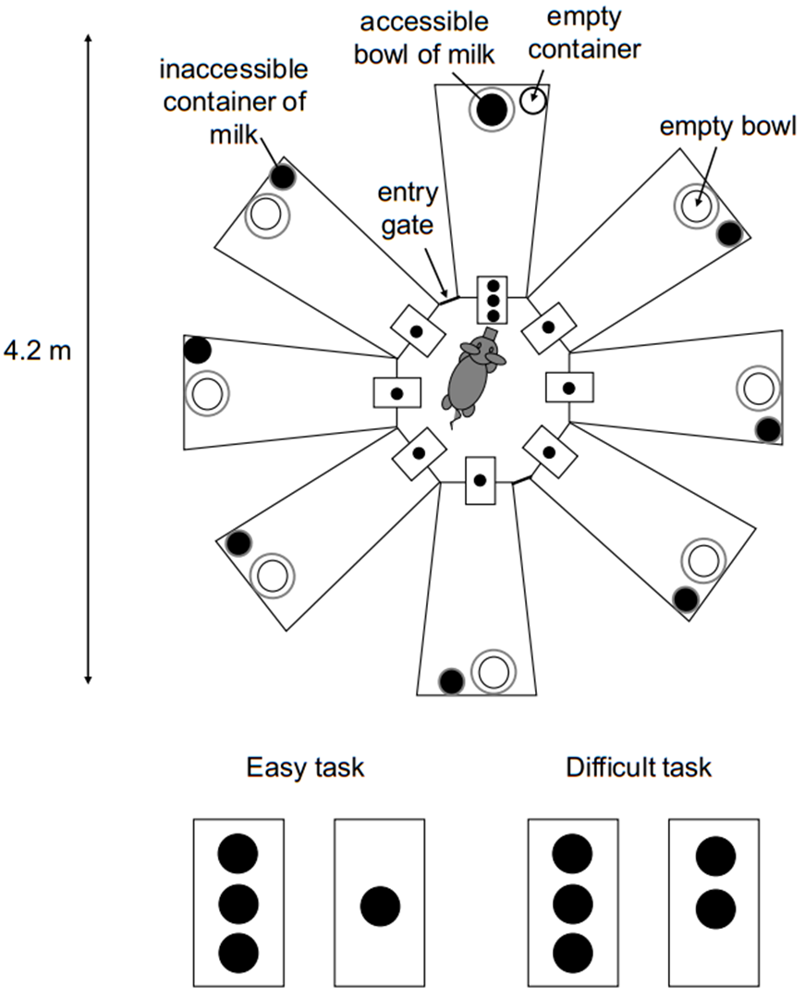 accessible
bowl of milk
empty
container
inaccessible
container of
milk
empty bowl
entry
gate
4.2 m
Easy task
Difficult task